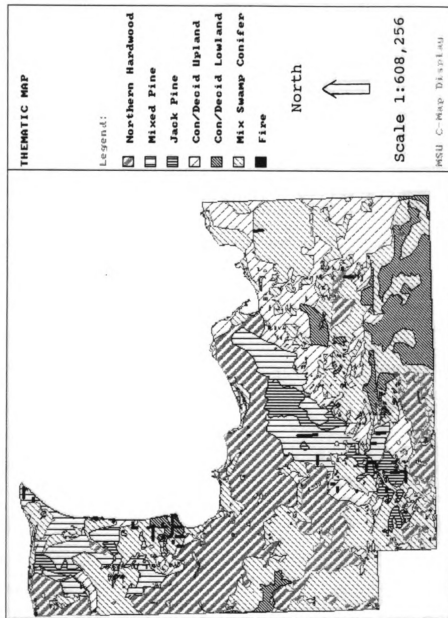 THEMATIC MAP
Legend:
Northern Hardwood
Mixed Pine
Jack Pine
Con/Decid Upland
Con/Decid Lowland
Mix Swamp Conifer
Fire
North
Scale 1:608,256
MSU C-Map Display